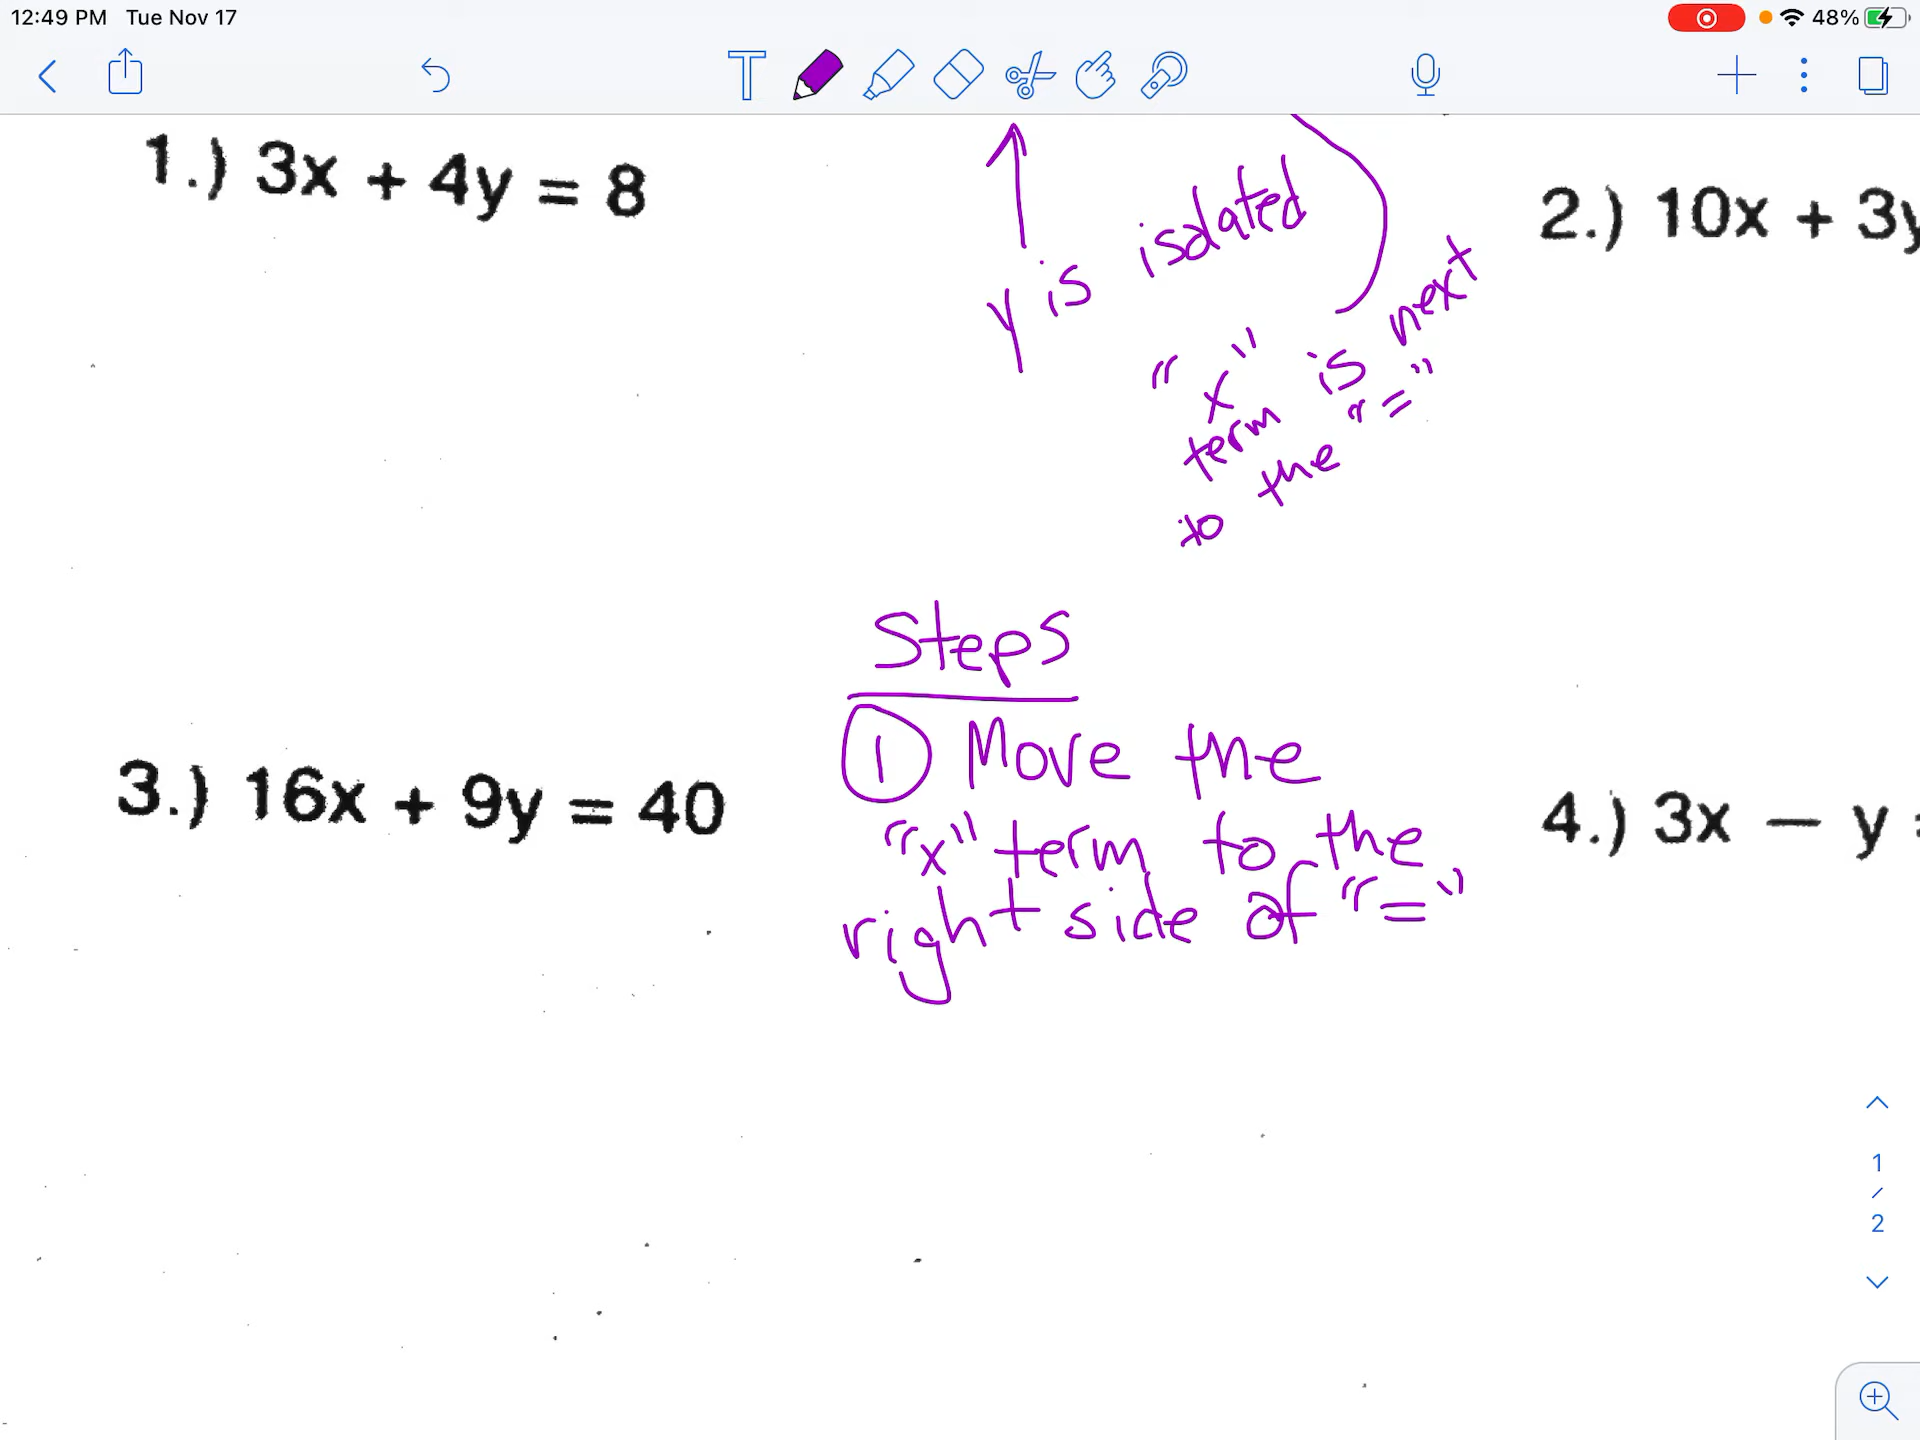 12:49 PM Tue Nov 17
48%
T
1.) 3x + 4y = 8
2.) 10x + 3y
y is isolated
"x" is next
term "="
to the
Steps
① Move the
3.) 16x + 9y = 40
4.) 3x − y =
"x" term to the
right side of "="
1
/
2